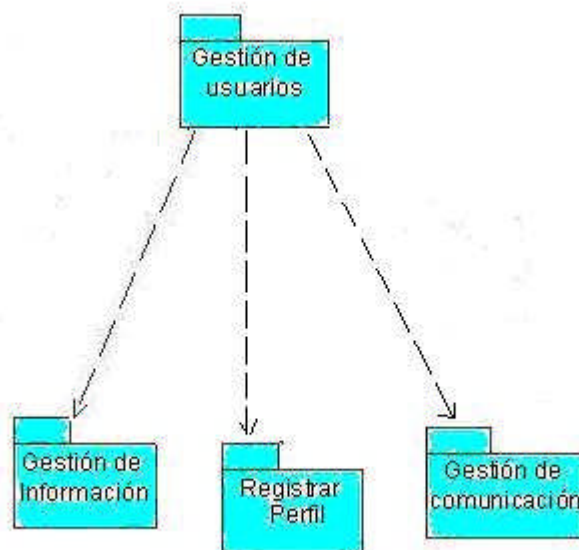 Gestión de
usuarios
Gestión de
Información
Registrar
Perfil
Gestión de
comunicación